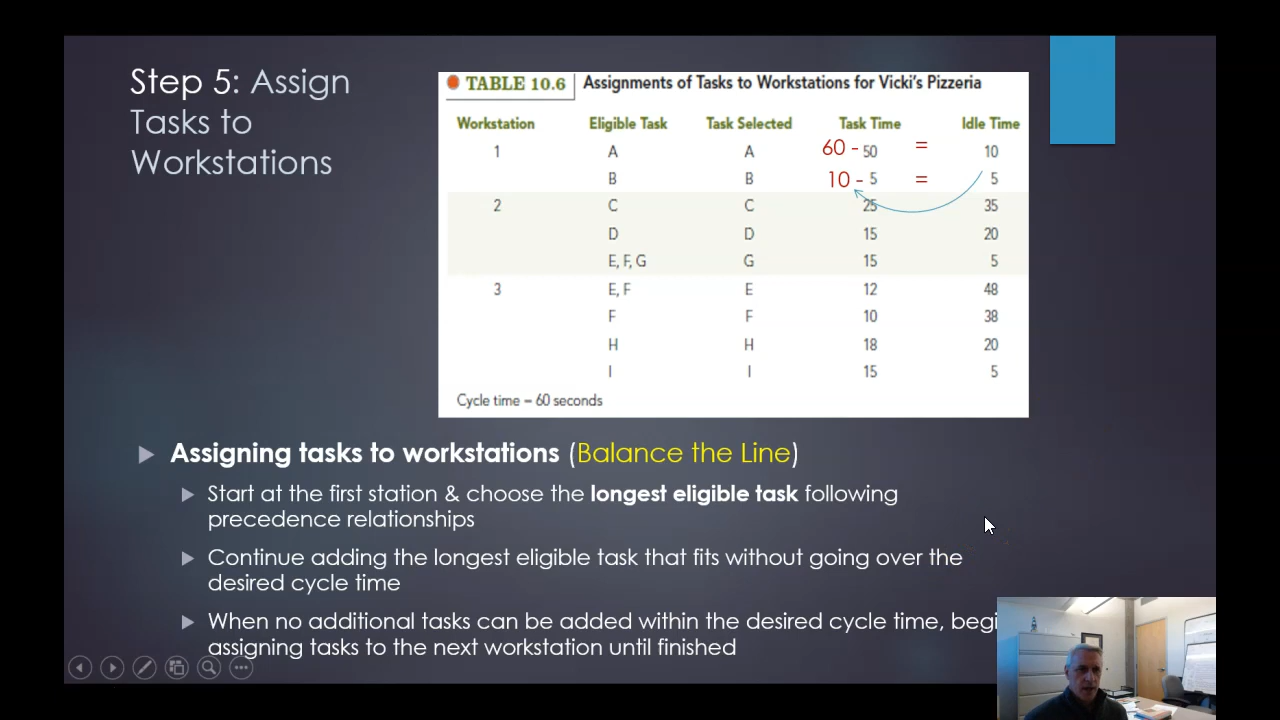 Step 5: Assign
Tasks to
Workstations
TABLE 10.6 Assignments of Tasks to Workstations for Vicki's Pizzeria
Workstation Eligible Task Task Selected Task Time Idle Time
1 A A 60 - 50 = 10
B B 10 - 5 = 5
2 C C 25 35
D D 15 20
E, F, G G 15 5
3 E, F E 12 48
F F 10 38
H H 18 20
I I 15 5
Cycle time = 60 seconds
Assigning tasks to workstations (Balance the Line)
Start at the first station & choose the longest eligible task following
precedence relationships
Continue adding the longest eligible task that fits without going over the
desired cycle time
When no additional tasks can be added within the desired cycle time, begi
assigning tasks to the next workstation until finished